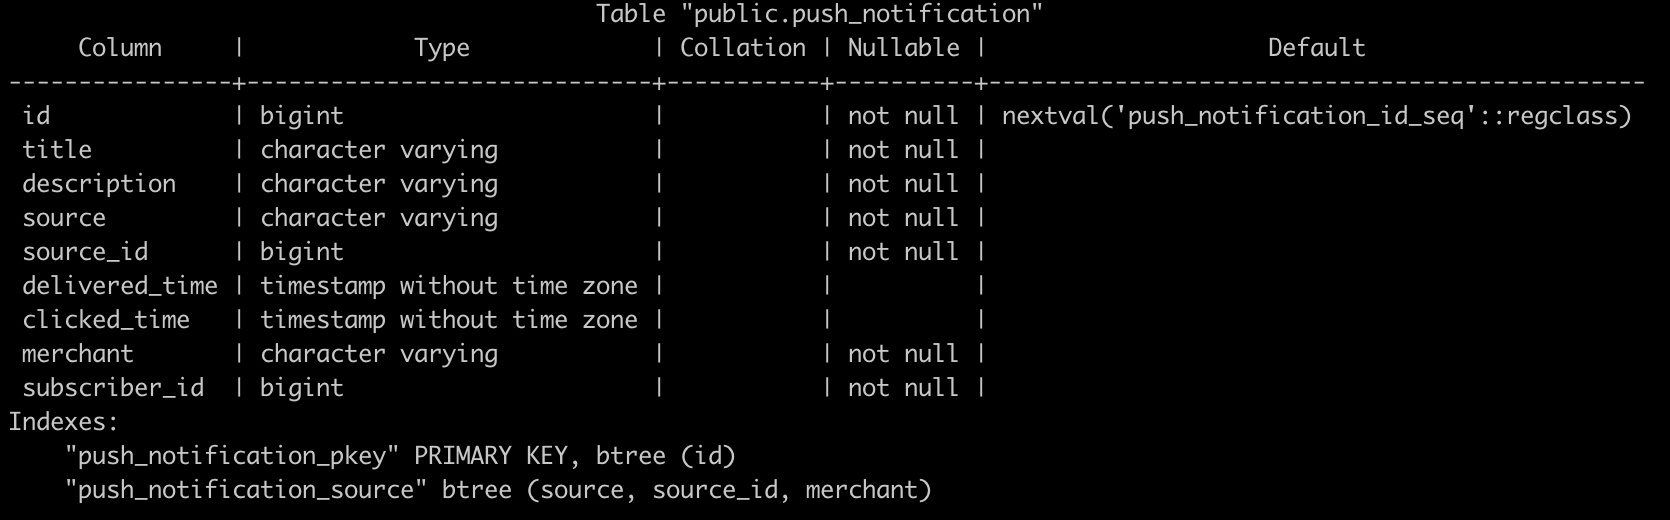 Table "public.push_notification"
Column | Type | Collation | Nullable | Default
----------------+-----------------------------+-----------+----------+-----------------------------------------------
id | bigint | | not null | nextval('push_notification_id_seq'::regclass)
title | character varying | | not null |
description | character varying | | not null |
source | character varying | | not null |
source_id | bigint | | not null |
delivered_time | timestamp without time zone | | |
clicked_time | timestamp without time zone | | |
merchant | character varying | | not null |
subscriber_id | bigint | | not null |
Indexes:
"push_notification_pkey" PRIMARY KEY, btree (id)
"push_notification_source" btree (source, source_id, merchant)